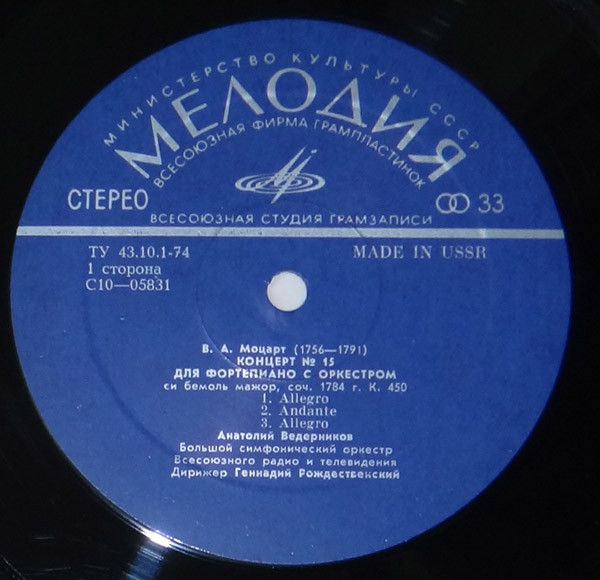 МИНИСТЕРСТВО КУЛЬТУРЫ СССР
МЕЛОДИЯ
ВСЕСОЮЗНАЯ ФИРМА ГРАМПЛАСТИНОК
СТЕРЕО
33
ВСЕСОЮЗНАЯ СТУДИЯ ГРАМЗАПИСИ
ТУ 43.10.1-74
MADE IN USSR
1 сторона
С10—05831
В. А. Моцарт (1756—1791)
КОНЦЕРТ № 15
ДЛЯ ФОРТЕПИАНО С ОРКЕСТРОМ
си бемоль мажор, соч. 1784 г. К. 450
1. Allegro
2. Andante
3. Allegro
Анатолий Ведерников
Большой симфонический оркестр
Всесоюзного радио и телевидения
Дирижер Геннадий Рождественский